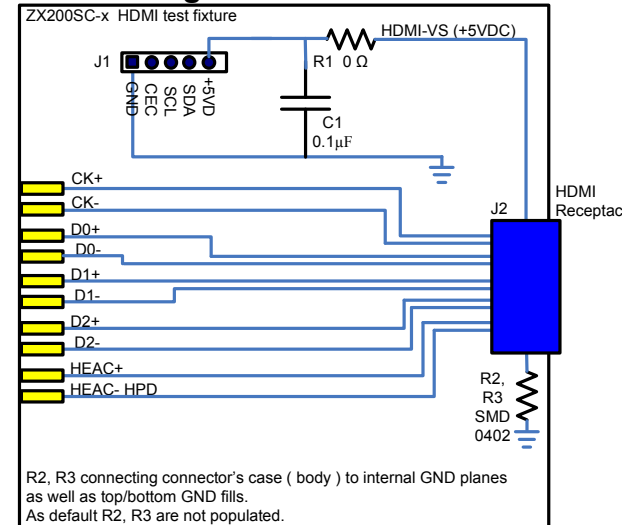 ZX200SC-x HDMI test fixture
HDMI-VS (+5VDC)
J1
R1 0 Ω
GND
CEC
SCL
SDA
+5VD
C1
0.1µF
CK+
CK-
D0+
D0-
D1+
D1-
D2+
D2-
HEAC+
HEAC- HPD
J2
HDMI
Receptac
R2,
R3
SMD
0402
R2, R3 connecting connector's case ( body ) to internal GND planes
as well as top/bottom GND fills.
As default R2, R3 are not populated.